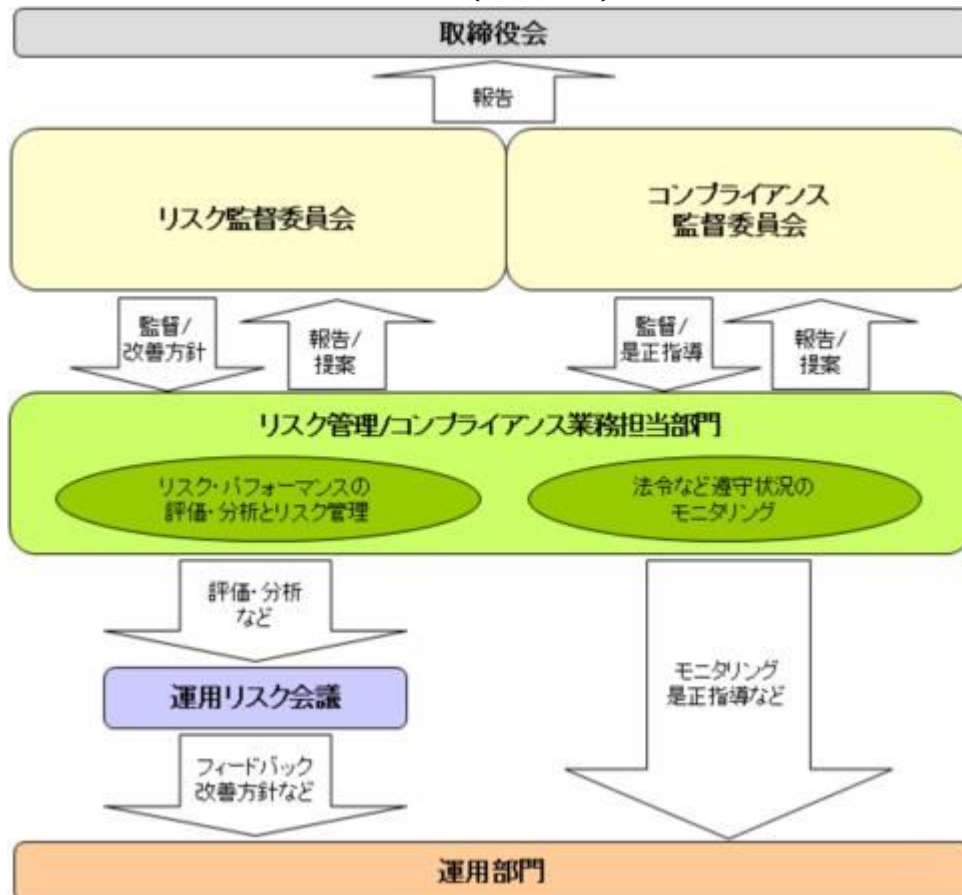 取締役会
報告
リスク監督委員会
コンプライアンス
監督委員会
監督/
改善方針
報告/
提案
監督/
是正指導
報告/
提案
リスク管理/コンプライアンス業務担当部門
リスク・パフォーマンスの
評価・分析とリスク管理
法令など遵守状況の
モニタリング
評価・分析
など
運用リスク会議
モニタリング
是正指導など
フィードバック
改善方針など
運用部門